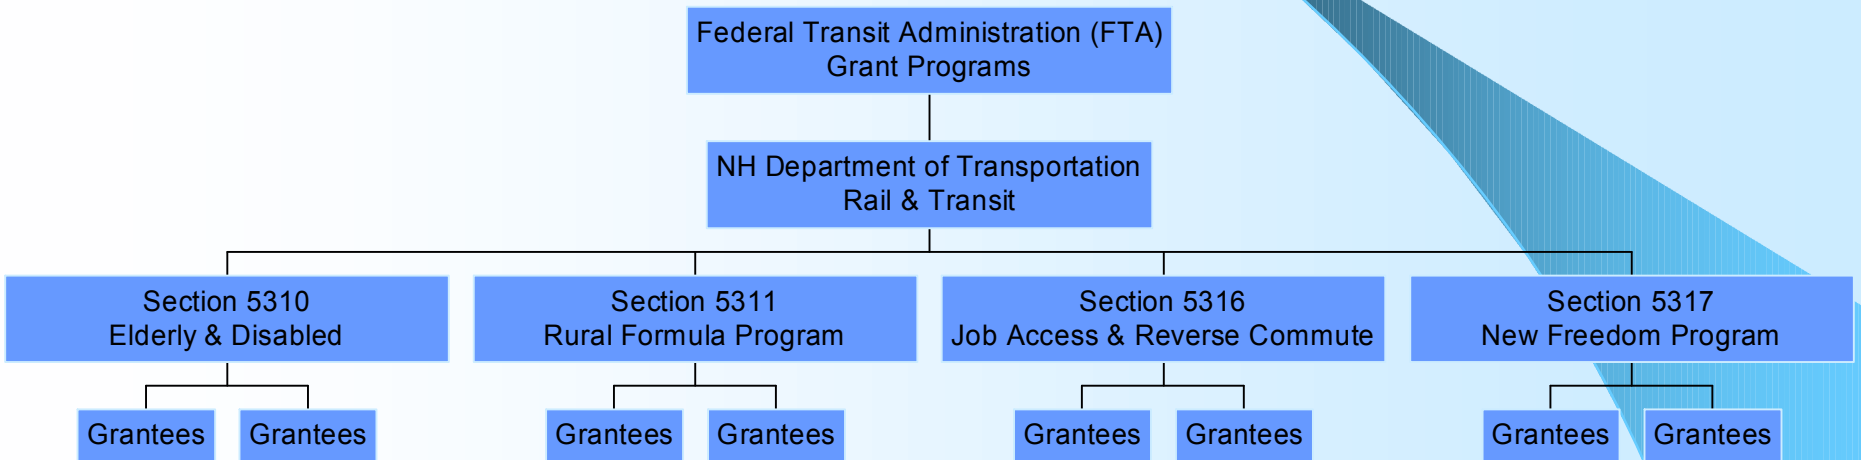 Federal Transit Administration (FTA)
Grant Programs
NH Department of Transportation
Rail & Transit
Section 5310
Elderly & Disabled
Section 5311
Rural Formula Program
Section 5316
Job Access & Reverse Commute
Section 5317
New Freedom Program
Grantees
Grantees
Grantees
Grantees
Grantees
Grantees
Grantees
Grantees